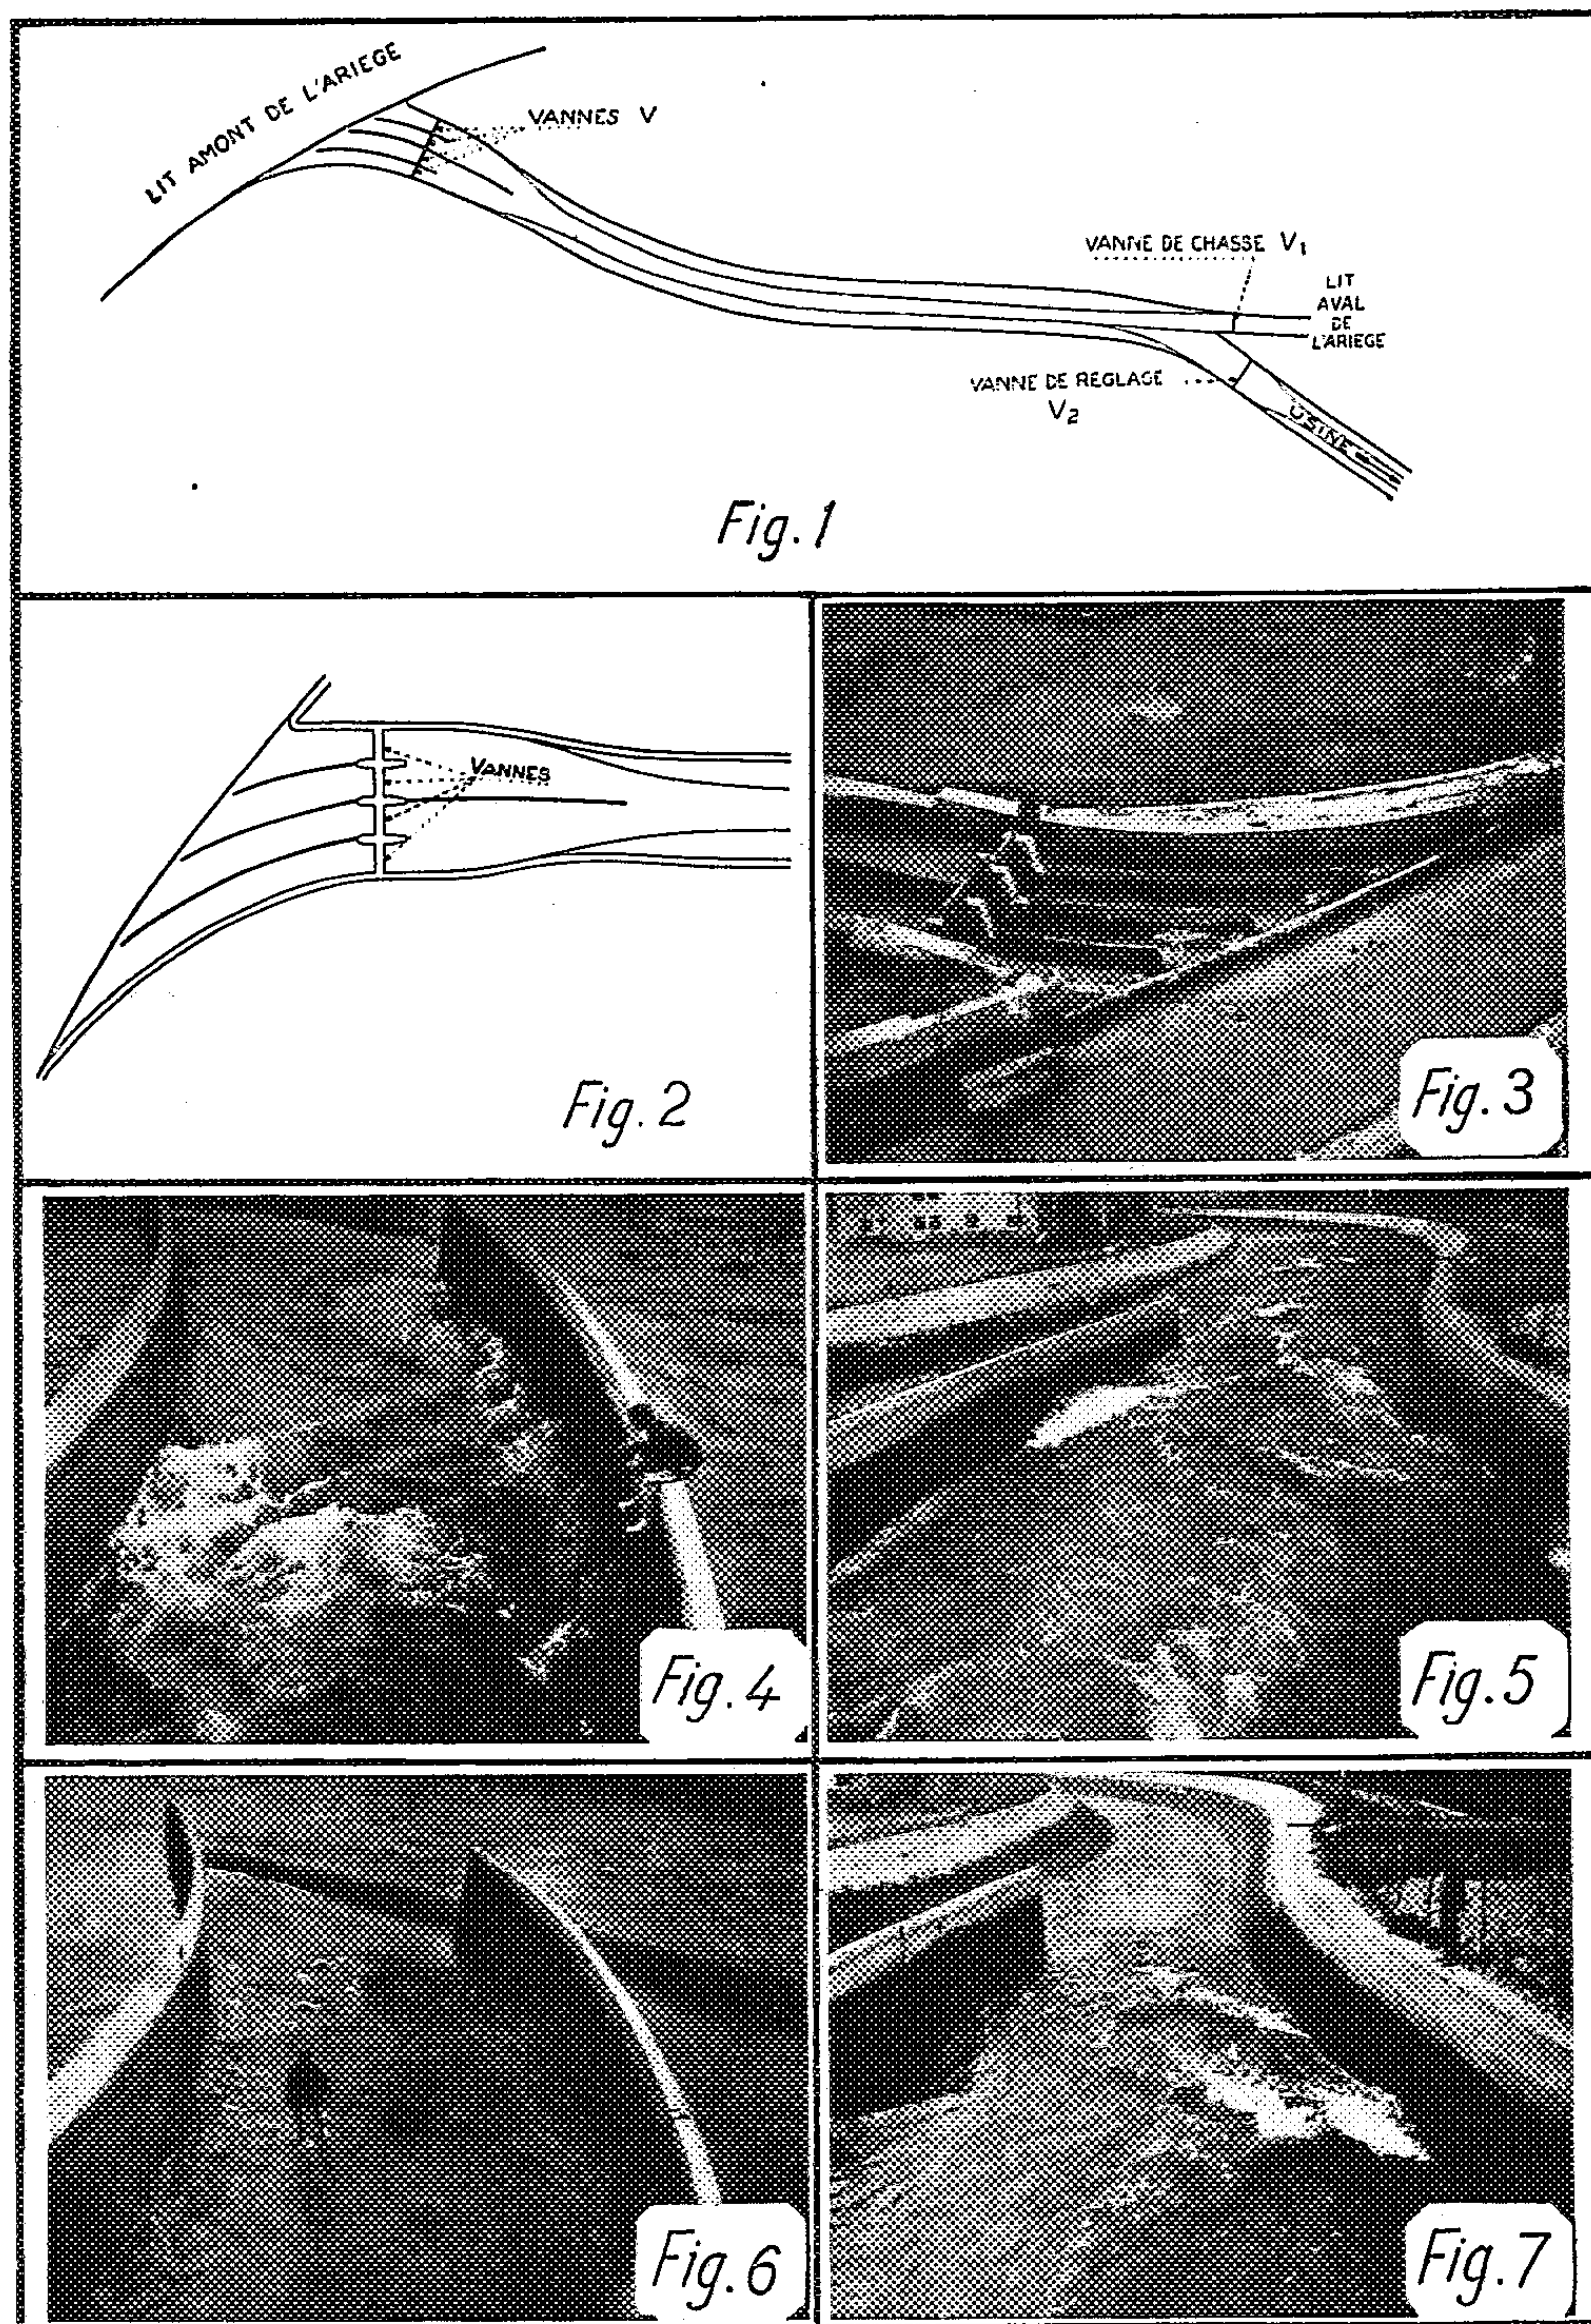 LIT AMONT DE L'ARIEGE
VANNES V
VANNE DE CHASSE V1
LIT
AVAL
DE
L'ARIEGE
VANNE DE REGLAGE
V2
USINE
Fig. 1
VANNES
Fig. 2
Fig. 3
Fig. 4
Fig. 5
Fig. 6
Fig. 7